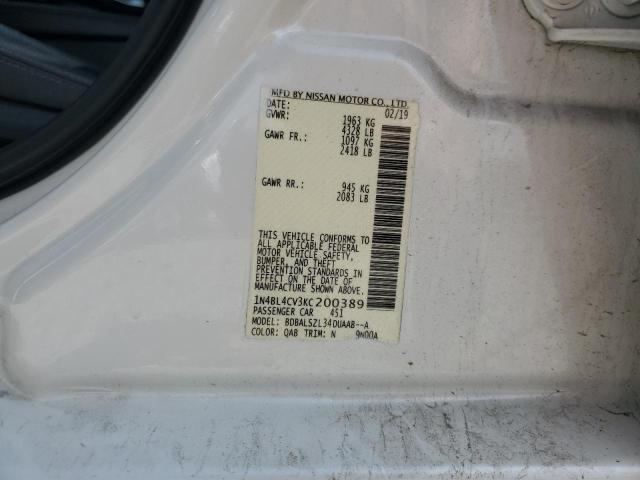 MFD BY NISSAN MOTOR CO., LTD.
DATE: 02/19
GVWR: 1963 KG
4328 LB
GAWR FR.: 1097 KG
2418 LB
GAWR RR.: 945 KG
2083 LB
THIS VEHICLE CONFORMS TO
ALL APPLICABLE FEDERAL
MOTOR VEHICLE SAFETY,
BUMPER, AND THEFT
PREVENTION STANDARDS IN
EFFECT ON THE DATE OF
MANUFACTURE SHOWN ABOVE.
1N4BL4CV3KC200389
PASSENGER CAR 451
MODEL: BDBALSZL34DUAAB--A
COLOR: QAB TRIM: N 9N00A